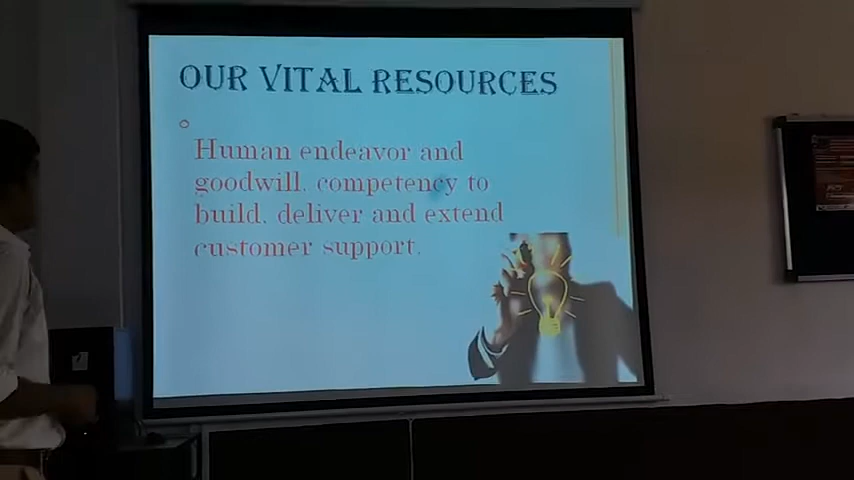 OUR VITAL RESOURCES
Human endeavor and
goodwill, competency to
build, deliver and extend
customer support.